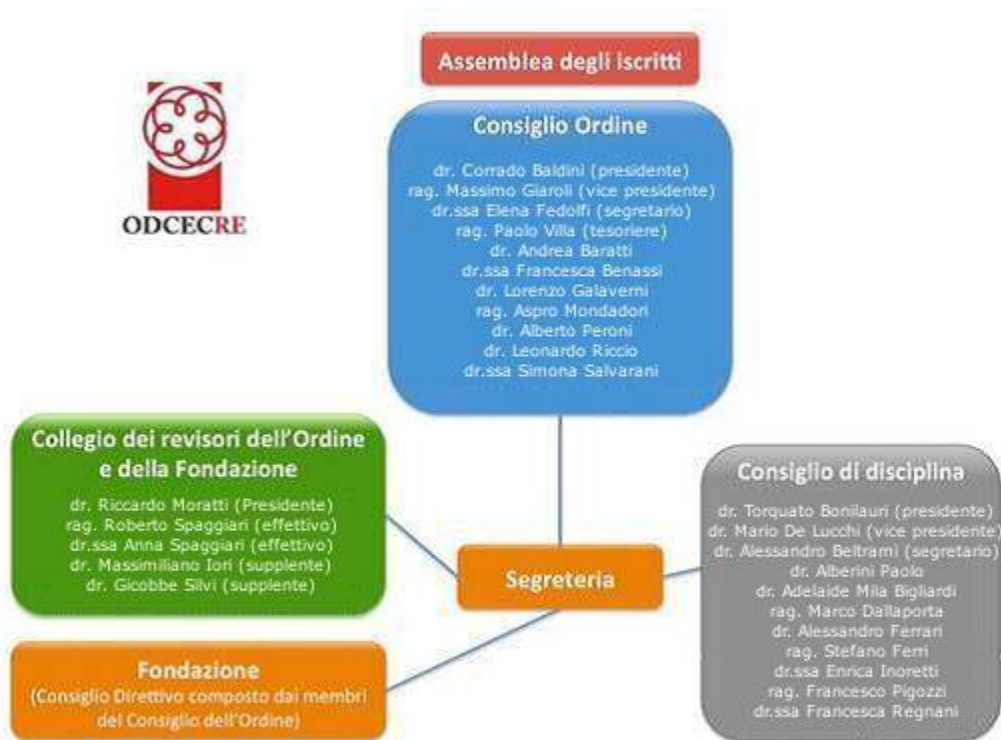 Assemblea degli iscritti
ODCECRE
Consiglio Ordine
dr. Corrado Baldini (presidente)
rag. Massimo Giaroli (vice presidente)
dr.ssa Elena Fedolfi (segretario)
rag. Paolo Villa (tesoriere)
dr. Andrea Baratti
dr.ssa Francesca Benassi
dr. Lorenzo Galaverni
rag. Aspro Mondadori
dr. Alberto Peroni
dr. Leonardo Riccio
dr.ssa Simona Salvarani
Collegio dei revisori dell'Ordine
e della Fondazione
dr. Riccardo Moratti (Presidente)
rag. Roberto Spaggiari (effettivo)
dr.ssa Anna Spaggiari (effettivo)
dr. Massimiliano Iori (supplente)
dr. Gicobbe Silvi (supplente)
Segreteria
Fondazione
(Consiglio Direttivo composto dai membri
del Consiglio dell'Ordine)
Consiglio di disciplina
dr. Torquato Bonilauri (presidente)
dr. Mario De Lucchi (vice presidente)
dr. Alessandro Beltrami (segretario)
dr. Alberini Paolo
dr. Adelaide Mila Bigliardi
rag. Marco Dallaporta
dr. Alessandro Ferrari
rag. Stefano Ferri
dr.ssa Enrica Inoretti
rag. Francesco Pigozzi
dr.ssa Francesca Regnani